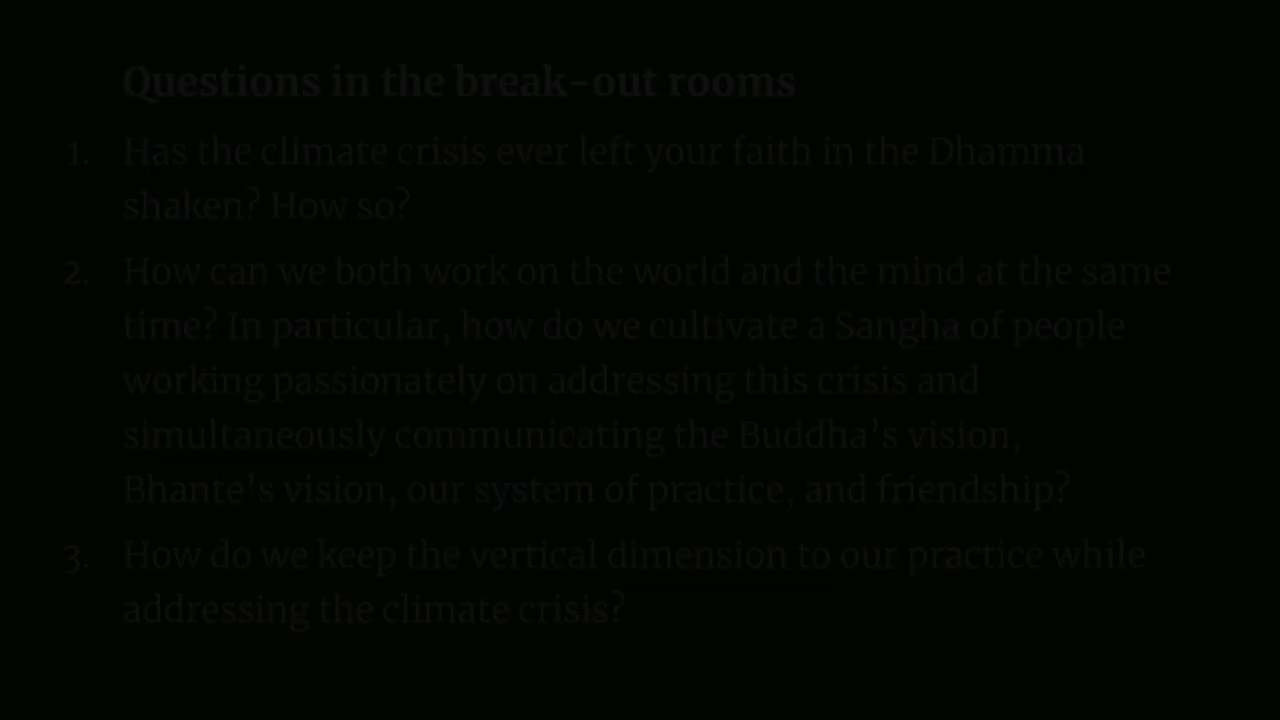 Questions in the break-out rooms
1. Has the climate crisis ever left your faith in the Dhamma
shaken? How so?
2. How can we both work on the world and the mind at the same
time? In particular, how do we cultivate a Sangha of people
working passionately on addressing this crisis and
simultaneously communicating the Buddha's vision,
Bhante's vision, our system of practice, and friendship?
3. How do we keep the vertical dimension to our practice while
addressing the climate crisis?